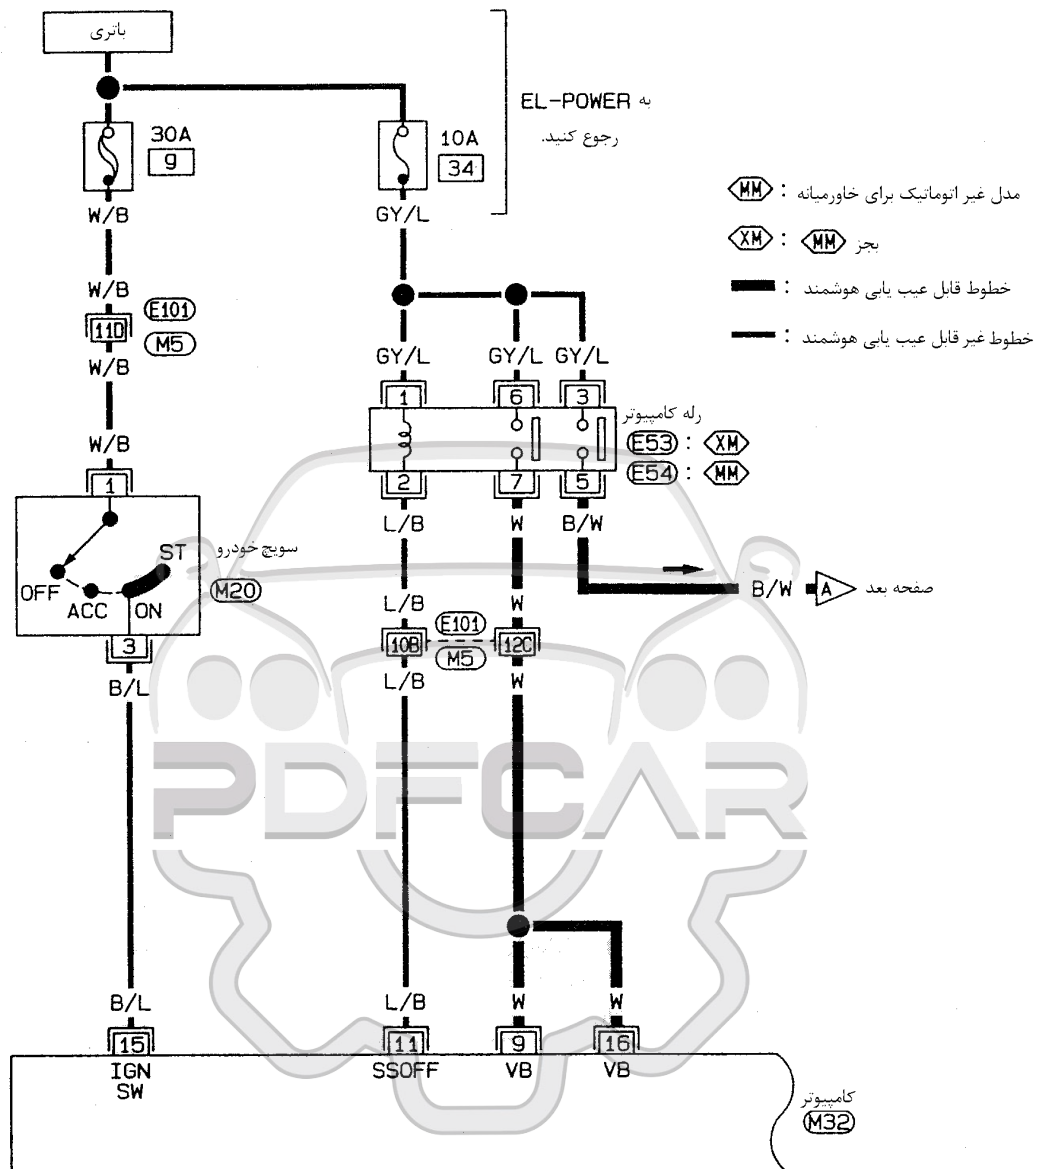 باتری
30A
9
10A
34
به EL-POWER
رجوع کنید.
W/B
GY/L
مدل غیر اتوماتیک برای خاورمیانه : MM
بجز MM : XM
خطوط قابل عیب یابی هوشمند :
خطوط غیر قابل عیب یابی هوشمند :
W/B
E101
11D
M5
W/B
GY/L
GY/L
GY/L
1
6
3
رله کامپیوتر
E53 : XM
E54 : MM
W/B
1
2
7
5
L/B
W
B/W
سویچ خودرو
M20
OFF
ACC
ON
ST
3
B/W
A
صفحه بعد
L/B
W
E101
10B
12C
M5
B/L
L/B
W
PDFCAR
B/L
L/B
W
W
15
11
9
16
IGN
SW
SSOFF
VB
VB
کامپیوتر
M32